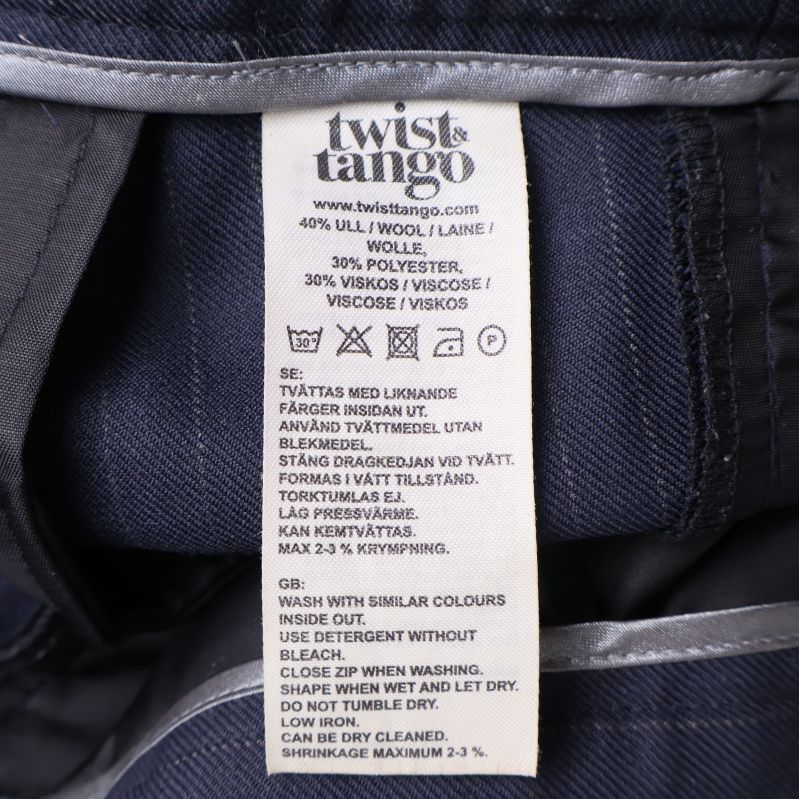 twist &
tango
www.twisttango.com
40% ULL / WOOL / LAINE /
WOLLE,
30% POLYESTER,
30% VISKOS / VISCOSE /
VISCOSE / VISKOS
30°
P
SE:
TVÄTTAS MED LIKNANDE
FÄRGER INSIDAN UT.
ANVÄND TVÄTTMEDEL UTAN
BLEKMEDEL.
STÄNG DRAGKEDJAN VID TVÄTT.
FORMAS I VÅTT TILLSTÅND.
TORKTUMLAS EJ.
LÅG PRESSVÄRME.
KAN KEMTVÄTTAS.
MAX 2-3 % KRYMPNING.
GB:
WASH WITH SIMILAR COLOURS
INSIDE OUT.
USE DETERGENT WITHOUT
BLEACH.
CLOSE ZIP WHEN WASHING.
SHAPE WHEN WET AND LET DRY.
DO NOT TUMBLE DRY.
LOW IRON.
CAN BE DRY CLEANED.
SHRINKAGE MAXIMUM 2-3 %.